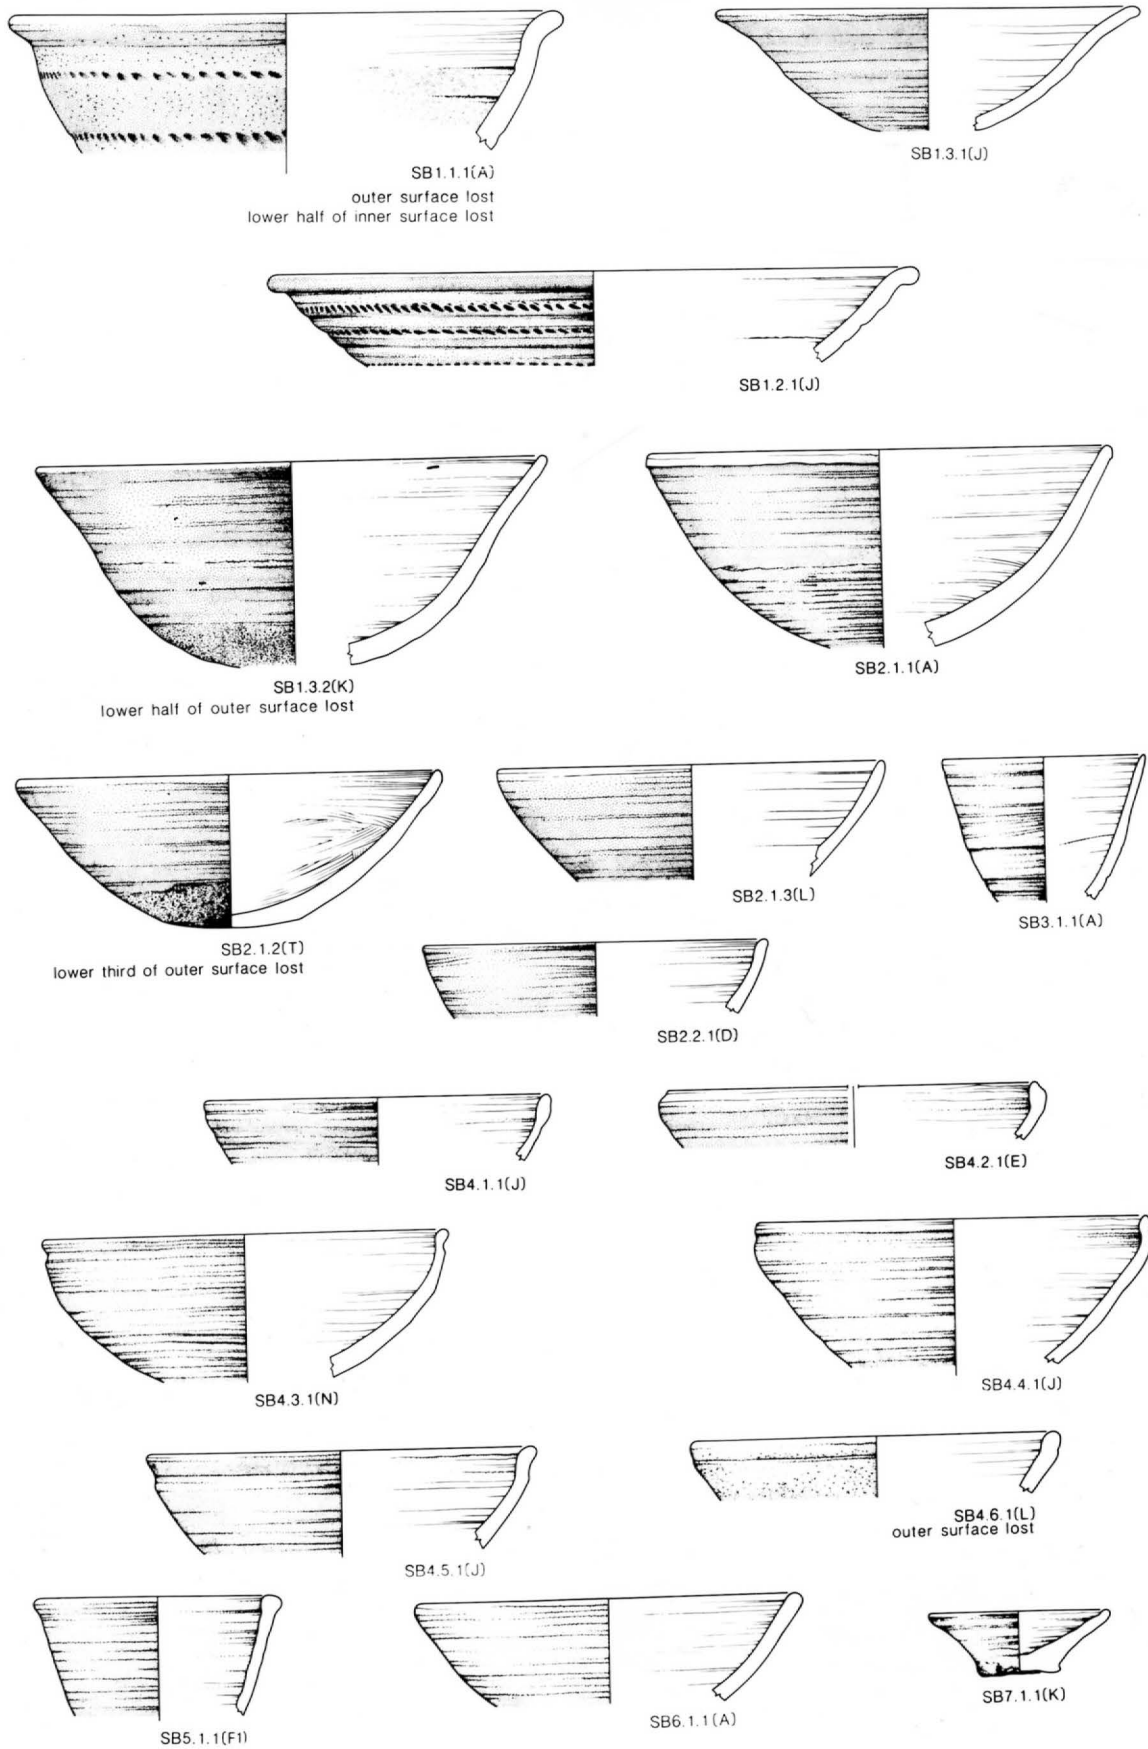 SB1.1.1(A)
outer surface lost
lower half of inner surface lost
SB1.3.1(J)
SB1.2.1(J)
SB1.3.2(K)
lower half of outer surface lost
SB2.1.1(A)
SB2.1.2(T)
lower third of outer surface lost
SB2.1.3(L)
SB3.1.1(A)
SB2.2.1(D)
SB4.1.1(J)
SB4.2.1(E)
SB4.3.1(N)
SB4.4.1(J)
SB4.5.1(J)
SB4.6.1(L)
outer surface lost
SB5.1.1(F1)
SB6.1.1(A)
SB7.1.1(K)